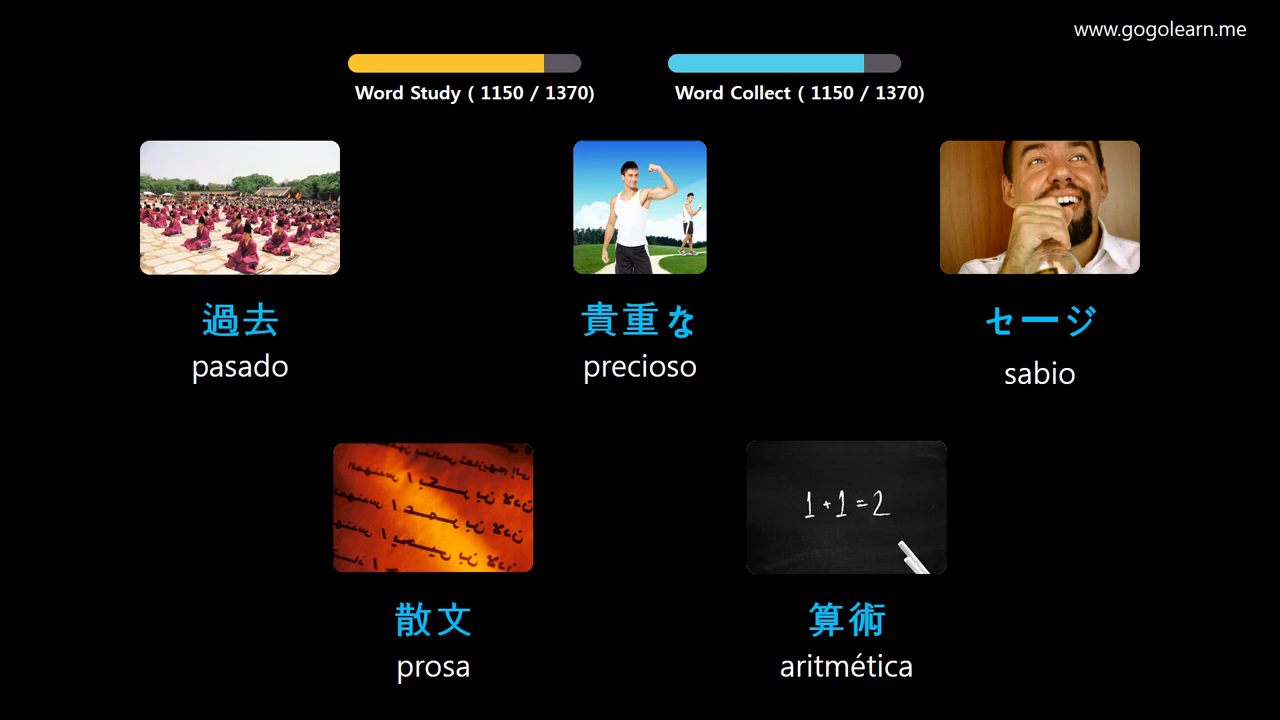 www.gogolearn.me
Word Study ( 1150 / 1370)
Word Collect ( 1150 / 1370)
過去
pasado
貴重な
precioso
セージ
sabio
1+1=2
散文
prosa
算術
aritmética